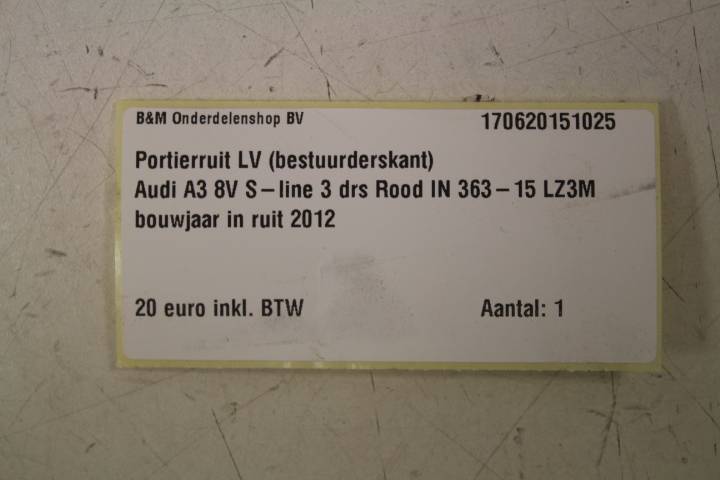 B&M Onderdelenshop BV 170620151025
Portierruit LV (bestuurderskant)
Audi A3 8V S-line 3 drs Rood IN 363-15 LZ3M
bouwjaar in ruit 2012
20 euro inkl. BTW Aantal: 1